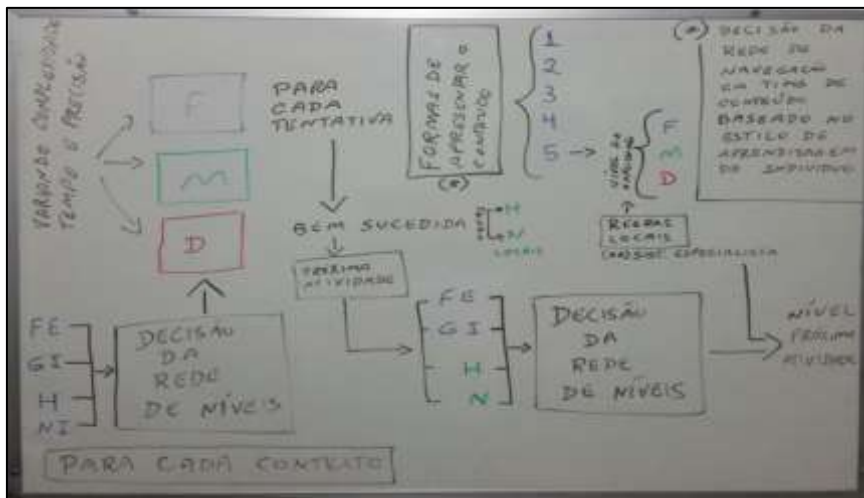 VARIANDO COMPLEXIDADE
TEMPO E PRECISÃO
F
M
D
PARA
CADA
TENTATIVA
FORMAS DE
APRESENTAR O
CONTEÚDO
(*)
1
2
3
4
5
F
M
D
(*) DECISÃO DA
REDE DE
NAVEGAÇÃO
EM TIPOS DE
CONTEÚDO
BASEADO NO
ESTILO DE
APRENDIZAGEM
DO INDIVÍDUO
BEM SUCEDIDA
H
N
LOCAIS
REGRAS
LOCAIS
SIST. ESPECIALISTA
PRÓXIMA
ATIVIDADE
FE
GI
H
NI
DECISÃO
DA
REDE
DE NÍVEIS
FE
GI
H
N
DECISÃO
DA
REDE
DE NÍVEIS
NÍVEL
PRÓXIMA
ATIVIDADE
PARA CADA CONTEXTO